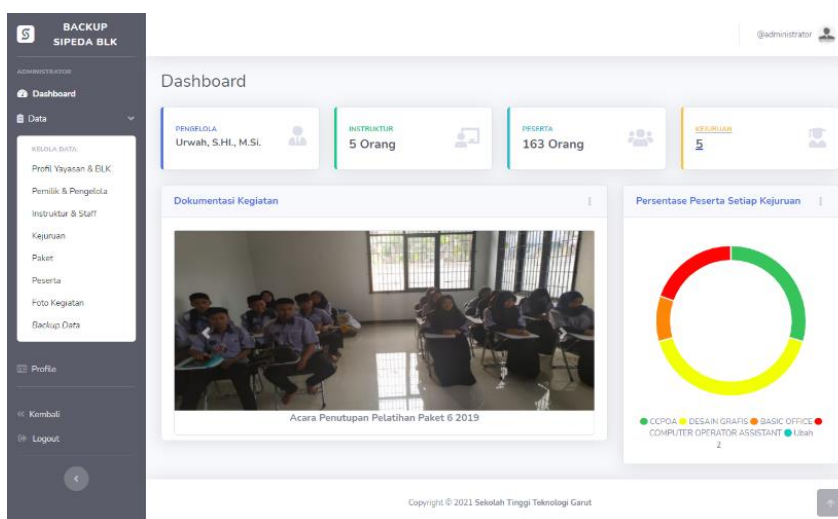 BACKUP
SIPEDA BLK
@administrator
ADMINISTRATOR
Dashboard
Data
KELOLA DATA:
Profil Yayasan & BLK
Pemilik & Pengelola
Instruktur & Staff
Kejuruan
Paket
Peserta
Foto Kegiatan
Backup Data
Profile
Kembali
Logout
Dashboard
PENGELOLA
Urwah, S.HI., M.Si.
INSTRUKTUR
5 Orang
PESERTA
163 Orang
KEJURUAN
5
Dokumentasi Kegiatan
Acara Penutupan Pelatihan Paket 6 2019
Persentase Peserta Setiap Kejuruan
CCPOA DESAIN GRAFIS BASIC OFFICE
COMPUTER OPERATOR ASSISTANT Ubah
2
Copyright © 2021 Sekolah Tinggi Teknologi Garut